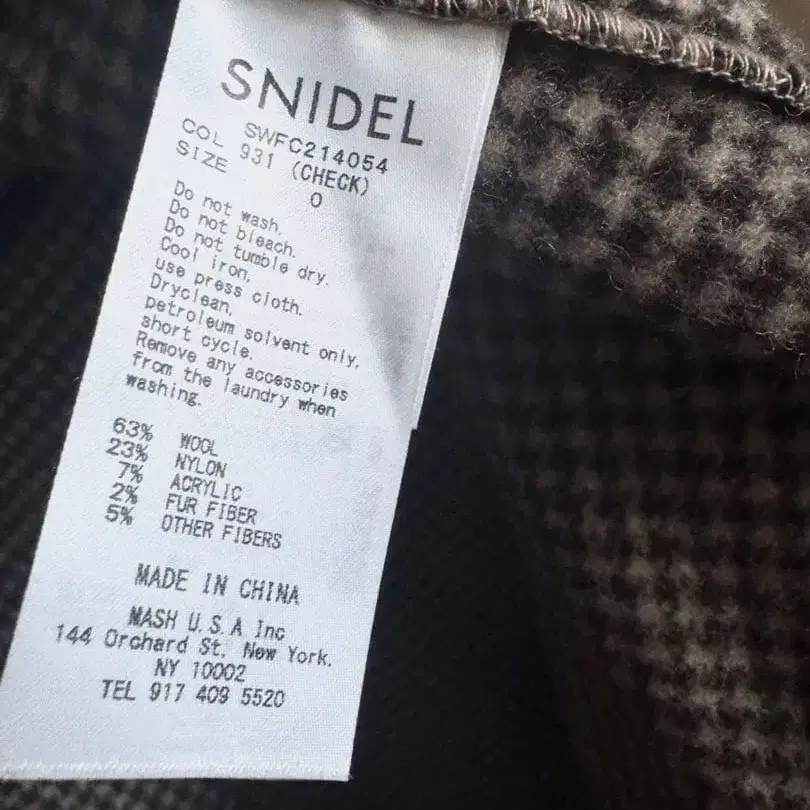 SNIDEL
SWFC214054
COL 931 (CHECK)
SIZE 0
Do not wash.
Do not bleach.
Do not tumble dry.
Cool iron.
use press cloth.
Dryclean,
petroleum solvent only,
short cycle.
Remove any accessories
from the laundry when
washing.
63% WOOL
23% NYLON
7% ACRYLIC
2% FUR FIBER
5% OTHER FIBERS
MADE IN CHINA
MASH U.S.A Inc
144 Orchard St. New York.
NY 10002
TEL 917 409 5520